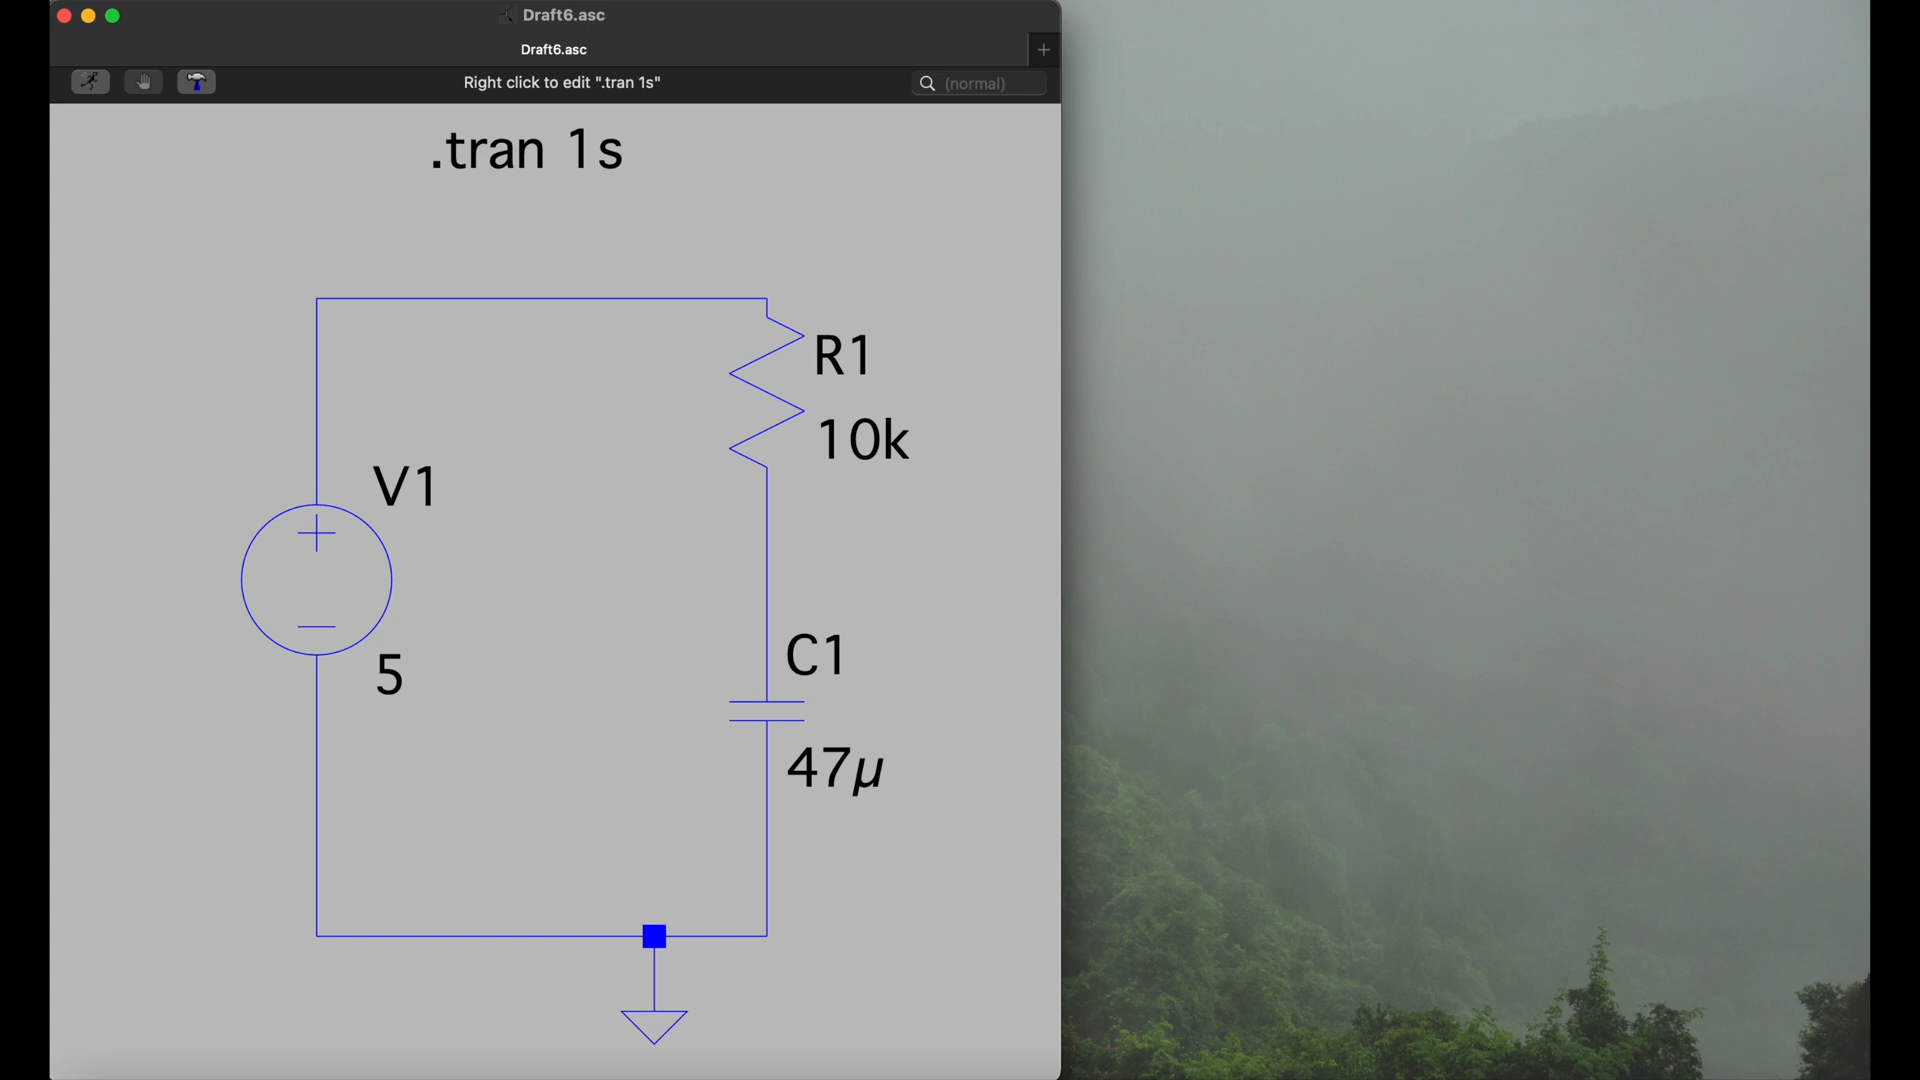 Draft6.asc
Draft6.asc
Right click to edit ".tran 1s"
(normal)
.tran 1s
R1
10k
V1
5
C1
47µ